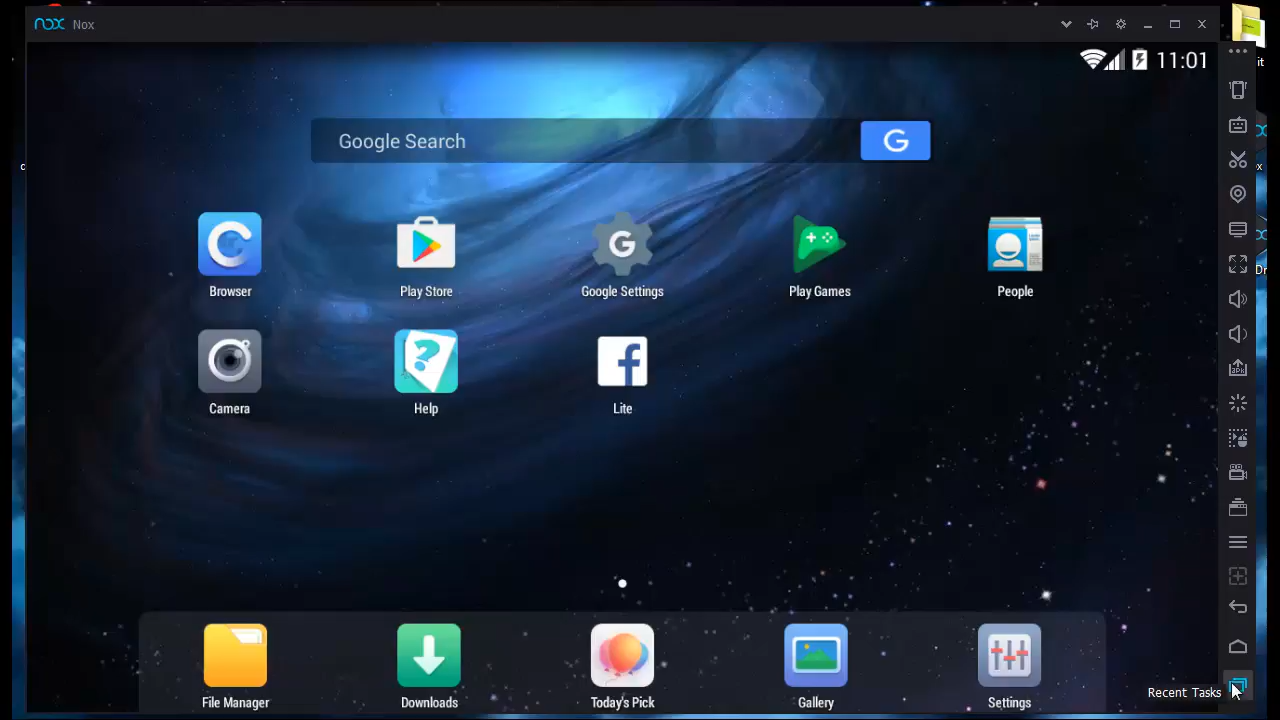 nox Nox
11:01
Google Search
G
Browser
Play Store
Google Settings
Play Games
People
Camera
Help
Lite
File Manager
Downloads
Today's Pick
Gallery
Settings
Recent Tasks